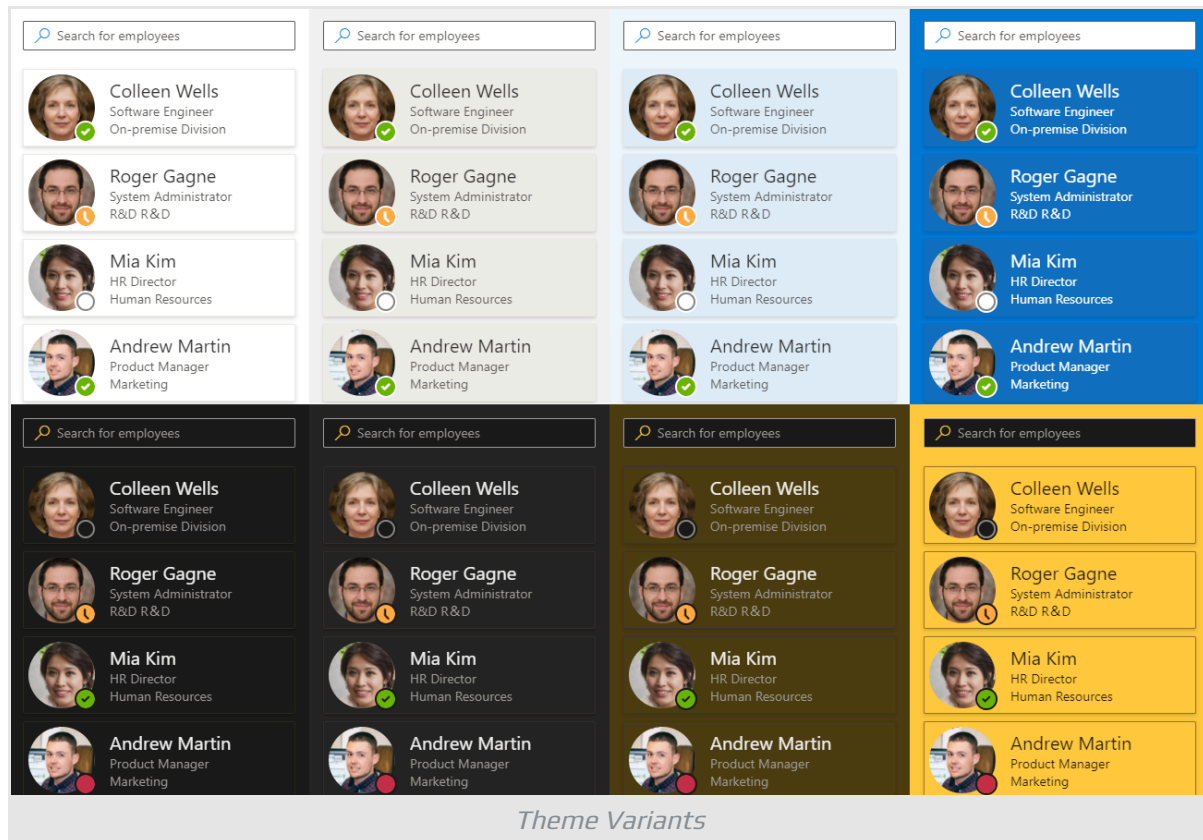 Search for employees
Colleen Wells
Software Engineer
On-premise Division
Roger Gagne
System Administrator
R&D R&D
Mia Kim
HR Director
Human Resources
Andrew Martin
Product Manager
Marketing
Search for employees
Colleen Wells
Software Engineer
On-premise Division
Roger Gagne
System Administrator
R&D R&D
Mia Kim
HR Director
Human Resources
Andrew Martin
Product Manager
Marketing
Search for employees
Colleen Wells
Software Engineer
On-premise Division
Roger Gagne
System Administrator
R&D R&D
Mia Kim
HR Director
Human Resources
Andrew Martin
Product Manager
Marketing
Search for employees
Colleen Wells
Software Engineer
On-premise Division
Roger Gagne
System Administrator
R&D R&D
Mia Kim
HR Director
Human Resources
Andrew Martin
Product Manager
Marketing
Search for employees
Colleen Wells
Software Engineer
On-premise Division
Roger Gagne
System Administrator
R&D R&D
Mia Kim
HR Director
Human Resources
Andrew Martin
Product Manager
Marketing
Search for employees
Colleen Wells
Software Engineer
On-premise Division
Roger Gagne
System Administrator
R&D R&D
Mia Kim
HR Director
Human Resources
Andrew Martin
Product Manager
Marketing
Search for employees
Colleen Wells
Software Engineer
On-premise Division
Roger Gagne
System Administrator
R&D R&D
Mia Kim
HR Director
Human Resources
Andrew Martin
Product Manager
Marketing
Search for employees
Colleen Wells
Software Engineer
On-premise Division
Roger Gagne
System Administrator
R&D R&D
Mia Kim
HR Director
Human Resources
Andrew Martin
Product Manager
Marketing
Theme Variants